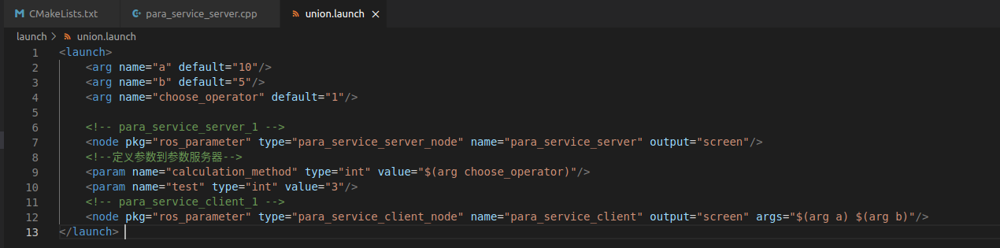 CMakeLists.txt para_service_server.cpp union.launch
launch > union.launch
1 <launch>
2 <arg name="a" default="10"/>
3 <arg name="b" default="5"/>
4 <arg name="choose_operator" default="1"/>
5
6 <!-- para_service_server_1 -->
7 <node pkg="ros_parameter" type="para_service_server_node" name="para_service_server" output="screen"/>
8 <!--定义参数到参数服务器-->
9 <param name="calculation_method" type="int" value="$(arg choose_operator)"/>
10 <param name="test" type="int" value="3"/>
11 <!-- para_service_client_1 -->
12 <node pkg="ros_parameter" type="para_service_client_node" name="para_service_client" output="screen" args="$(arg a) $(arg b)"/>
13 </launch>